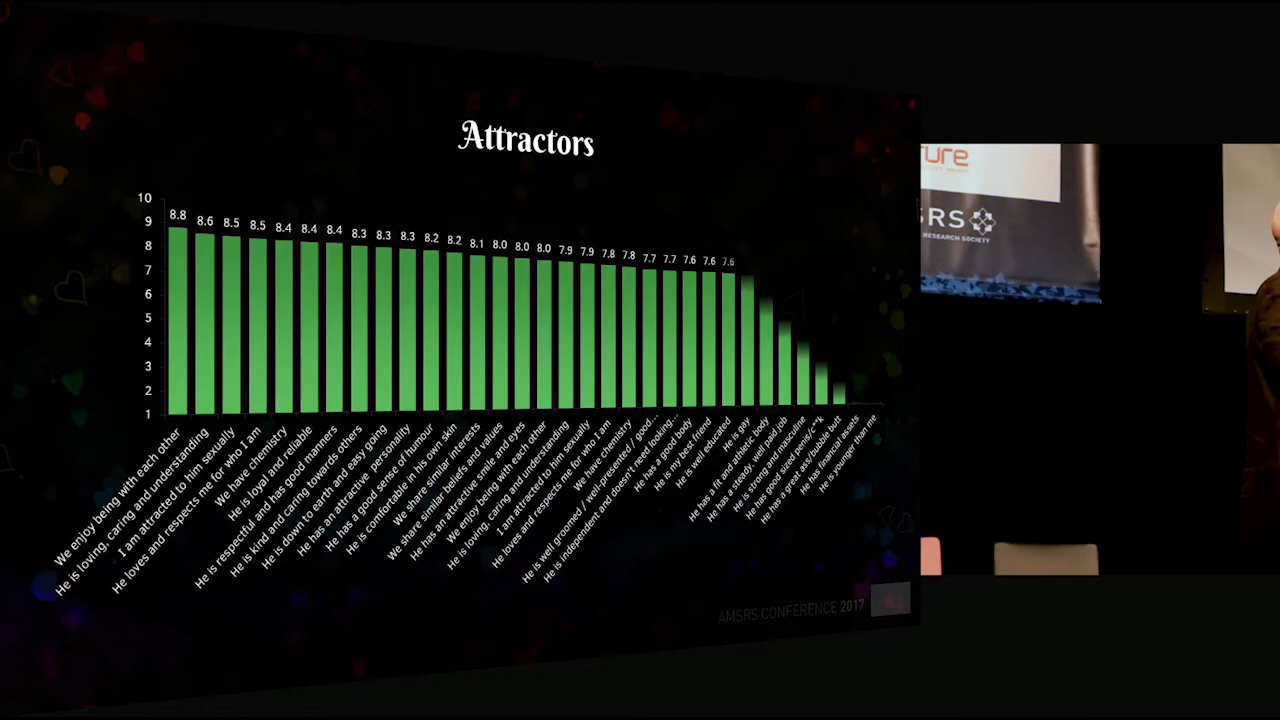 Attractors
10
9
8
7
6
5
4
3
2
1
8.8 8.6 8.5 8.5 8.4 8.4 8.4 8.3 8.3 8.3 8.2 8.2 8.1 8.0 8.0 8.0 7.9 7.9 7.8 7.8 7.7 7.7 7.6 7.6 7.6
We enjoy being with each other
He is loving, caring and understanding
I am attracted to him sexually
He loves and respects me for who I am
We have chemistry
He is loyal and reliable
He is respectful and has good manners
He is kind and caring towards others
He is down to earth and easy going
He has an attractive personality
He has a good sense of humour
He is comfortable in his own skin
We share similar interests
We share similar beliefs and values
He has an attractive smile and eyes
We enjoy being with each other
He is loving, caring and understanding
I am attracted to him sexually
He loves and respects me for who I am
We have chemistry
He is well groomed / well-presented / good...
He is independent and doesn't need looking...
He has a good body
He is my best friend
He is well educated
He is gay
He has a fit and athletic body
He has a steady, well paid job
He is strong and masculine
He has good sized penis/c**k
He has a great ass/bubble butt
He has financial assets
He is younger than me
AMSRS CONFERENCE 2017
ture
SRS
RESEARCH SOCIETY